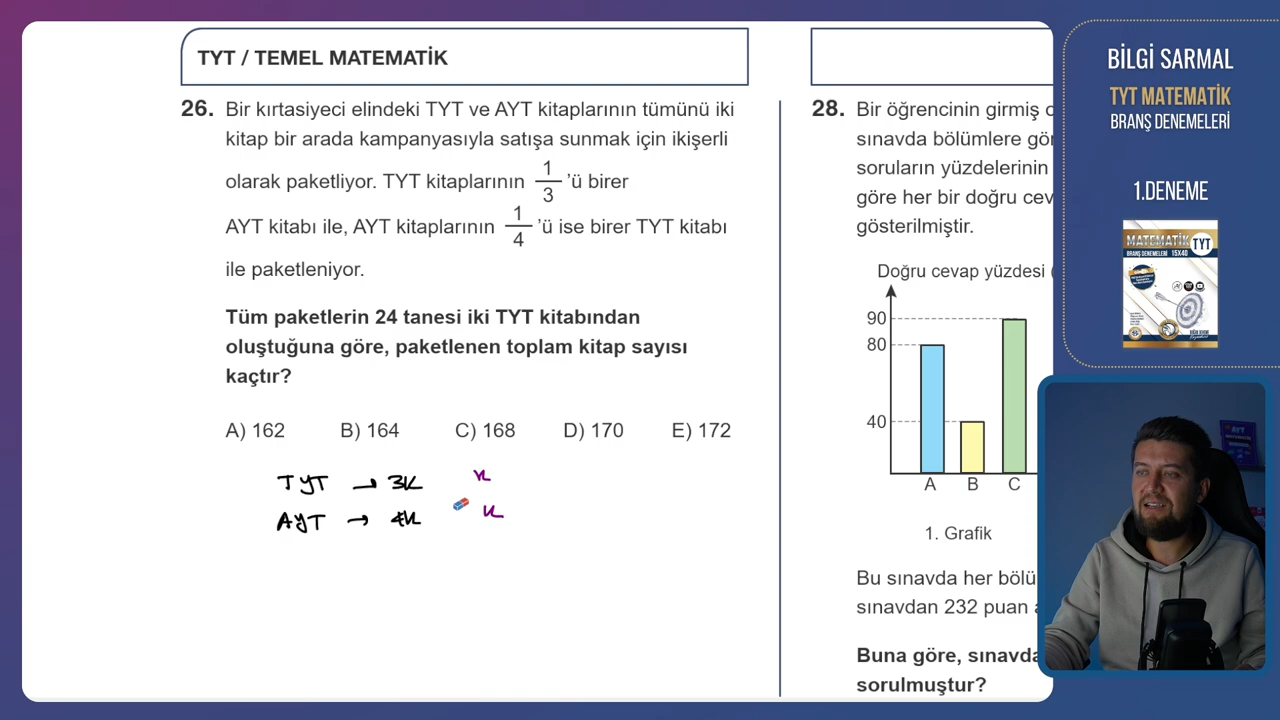 TYT / TEMEL MATEMATİK
26. Bir kırtasiyeci elindeki TYT ve AYT kitaplarının tümünü iki
kitap bir arada kampanyasıyla satışa sunmak için ikişerli
olarak paketliyor. TYT kitaplarının 1/3 'ü birer
AYT kitabı ile, AYT kitaplarının 1/4 'ü ise birer TYT kitabı
ile paketleniyor.
Tüm paketlerin 24 tanesi iki TYT kitabından
oluştuğuna göre, paketlenen toplam kitap sayısı
kaçtır?
A) 162 B) 164 C) 168 D) 170 E) 172
TYT → 3K K
AYT → 4K K
28. Bir öğrencinin girmiş
sınavda bölümlere gö
soruların yüzdelerinin
göre her bir doğru cev
gösterilmiştir.
Doğru cevap yüzdesi (
90
80
40
A B C
1. Grafik
Bu sınavda her bölü
sınavdan 232 puan
Buna göre, sınavda
sorulmuştur?
BİLGİ SARMAL
TYT MATEMATİK
BRANŞ DENEMELERİ
1.DENEME
MATEMATİK TYT
BRANŞ DENEMELERİ 15X40